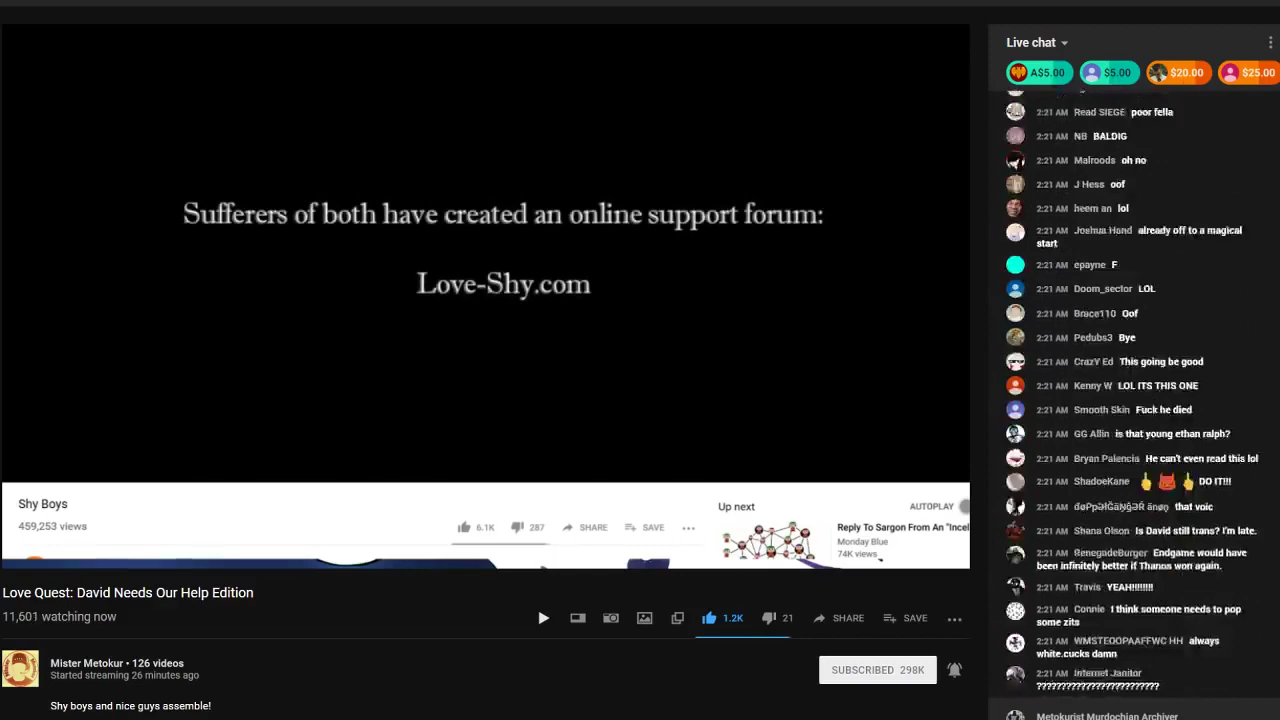 Live chat
A$5.00
$5.00
$20.00
$25.00
Sufferers of both have created an online support forum:
Love-Shy.com
Shy Boys
459,253 views
6.1K
287
SHARE
SAVE
Up next
AUTOPLAY
Reply To Sargon From An "Incel
Monday Blue
74K views
Love Quest: David Needs Our Help Edition
11,601 watching now
1.2K
21
SHARE
SAVE
Mister Metokur • 126 videos
Started streaming 26 minutes ago
SUBSCRIBED 298K
Shy boys and nice guys assemble!
2:21 AM Read SIEGE poor fella
2:21 AM NB BALDIG
2:21 AM Malroods oh no
2:21 AM J Hess oof
2:21 AM heem an lol
2:21 AM Joshua Hand already off to a magical
start
2:21 AM epayne F
2:21 AM Doom_sector LOL
2:21 AM Brace110 Oof
2:21 AM Pedubs3 Bye
2:21 AM CrazY Ed This going be good
2:21 AM Kenny W LOL ITS THIS ONE
2:21 AM Smooth Skin Fuck he died
2:21 AM GG Allin is that young ethan ralph?
2:21 AM Bryan Palencia He can't even read this lol
2:21 AM ShadoeKane DO IT!!!
2:21 AM that voic
2:21 AM Shana Olson Is David still trans? I'm late.
2:21 AM RenegadeBurger Endgame would have
been infinitely better if Thanos won again.
2:21 AM Travis YEAH!!!!!!!!
2:21 AM Connie I think someone needs to pop
some zits
2:21 AM WMSTEOOPAAFFWC HH always
white.cucks damn
2:21 AM Internet Janitor
Metokurist Murdochian Archiver